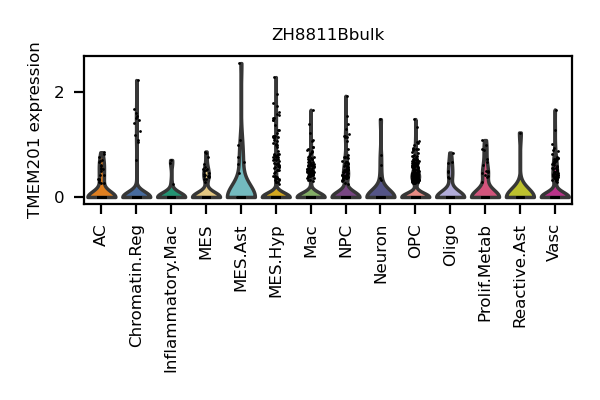 ZH8811Bbulk
TMEM201 expression
2
0
AC
Chromatin.Reg
Inflammatory.Mac
MES
MES.Ast
MES.Hyp
Mac
NPC
Neuron
OPC
Oligo
Prolif.Metab
Reactive.Ast
Vasc